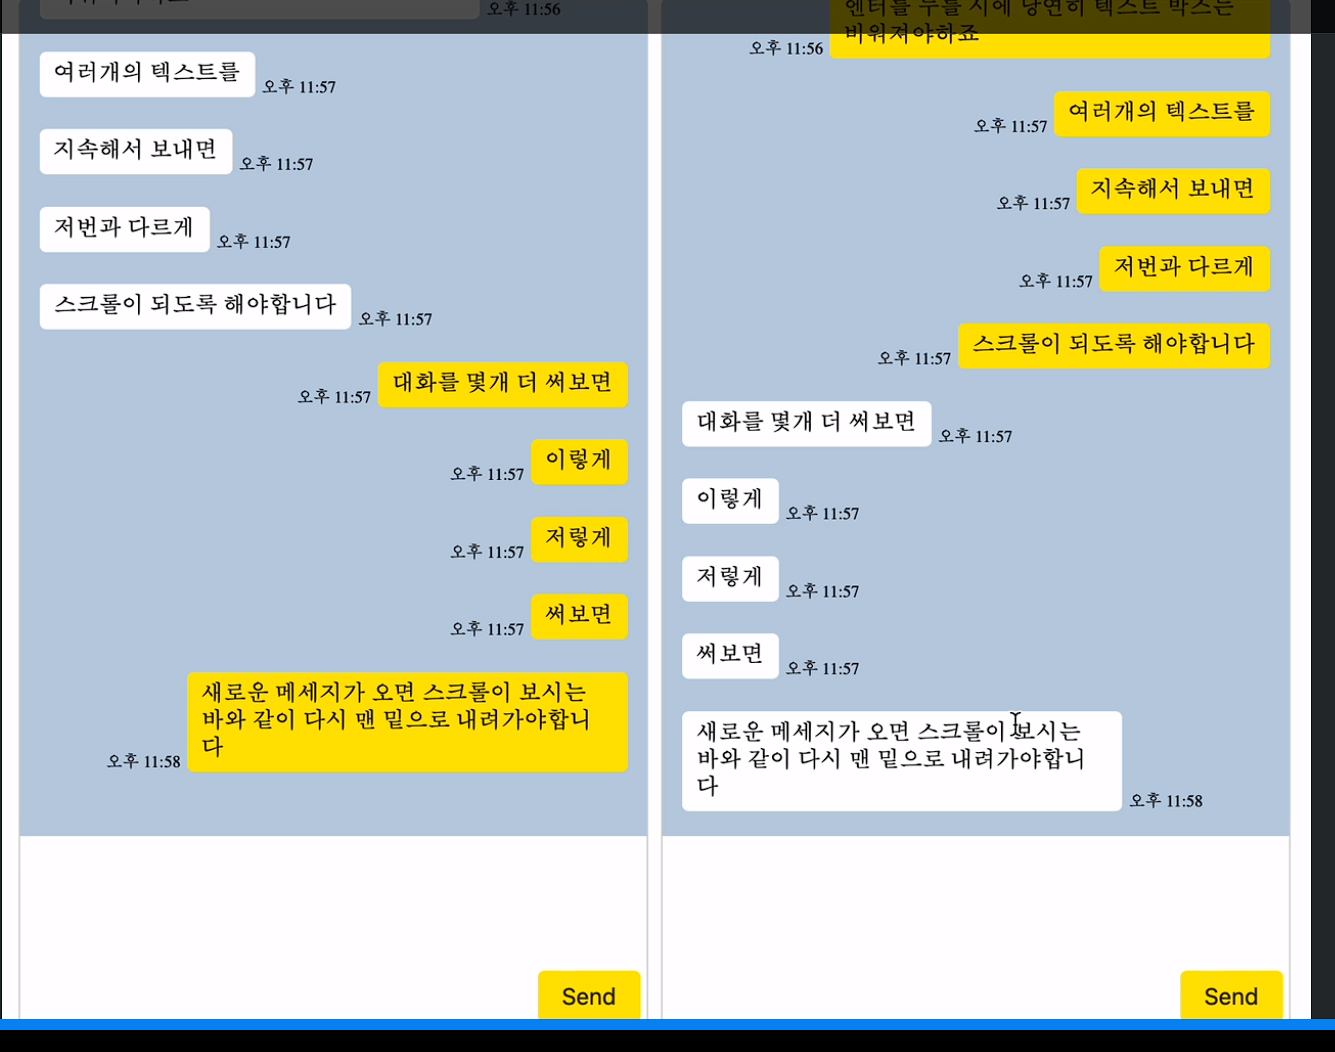 오후 11:56
여러개의 텍스트를
오후 11:57
지속해서 보내면
오후 11:57
저번과 다르게
오후 11:57
스크롤이 되도록 해야합니다
오후 11:57
대화를 몇개 더 써보면
오후 11:57
이렇게
오후 11:57
저렇게
오후 11:57
써보면
오후 11:57
새로운 메세지가 오면 스크롤이 보시는
바와 같이 다시 맨 밑으로 내려가야합니
다
오후 11:58
Send
엔터를 누를 시에 당연히 텍스트 박스는
비워져야하죠
오후 11:56
여러개의 텍스트를
오후 11:57
지속해서 보내면
오후 11:57
저번과 다르게
오후 11:57
스크롤이 되도록 해야합니다
오후 11:57
대화를 몇개 더 써보면
오후 11:57
이렇게
오후 11:57
저렇게
오후 11:57
써보면
오후 11:57
새로운 메세지가 오면 스크롤이 보시는
바와 같이 다시 맨 밑으로 내려가야합니
다
오후 11:58
Send